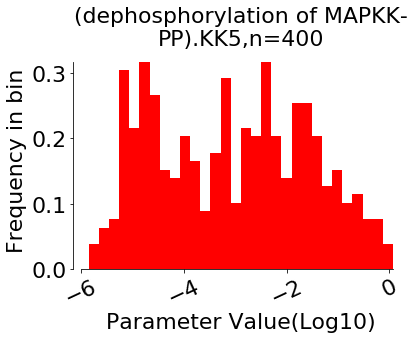 (dephosphorylation of MAPKK-
PP).KK5,n=400
Frequency in bin
0.3
0.2
0.1
0.0
−6
−4
−2
0
Parameter Value(Log10)